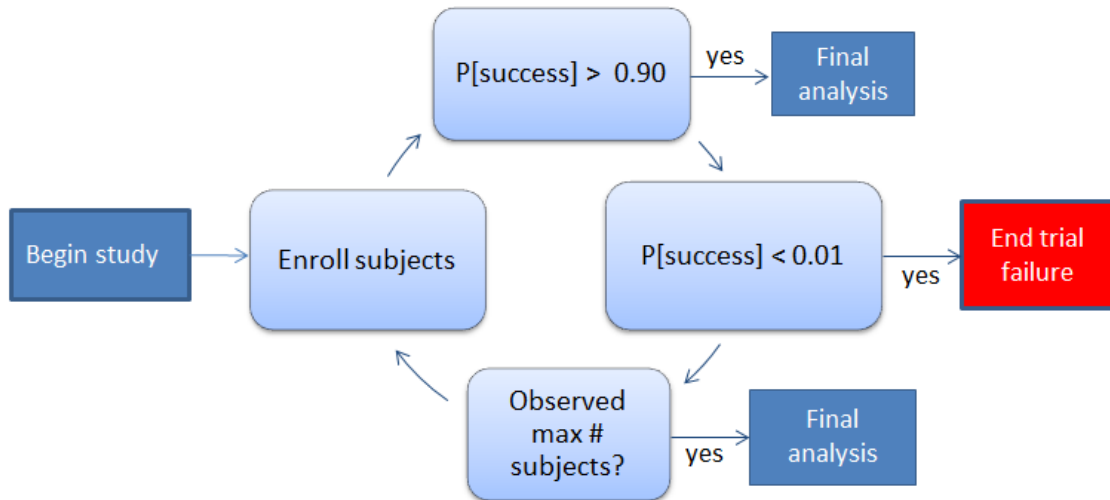 P[success] > 0.90
yes
Final
analysis
Begin study
Enroll subjects
P[success] < 0.01
yes
End trial
failure
Observed
max #
subjects?
yes
Final
analysis